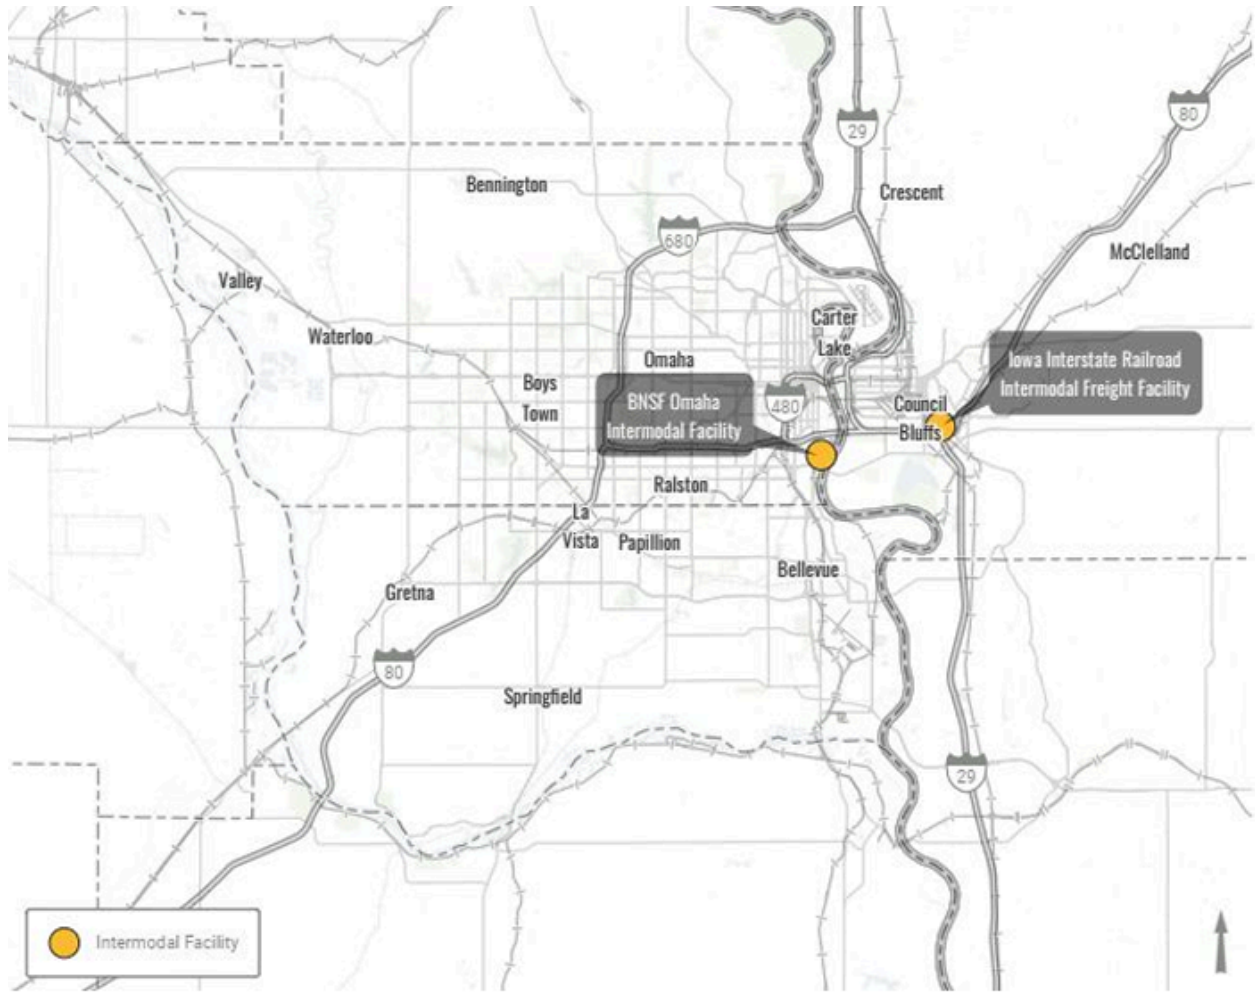 80
29
Bennington
Crescent
680
McClelland
Valley
Carter
Lake
Waterloo
Omaha
Iowa Interstate Railroad
Intermodal Freight Facility
Boys
Town
BNSF Omaha
Intermodal Facility
480
Council
Bluffs
Ralston
La
Vista
Papillion
Bellevue
Gretna
80
Springfield
29
Intermodal Facility